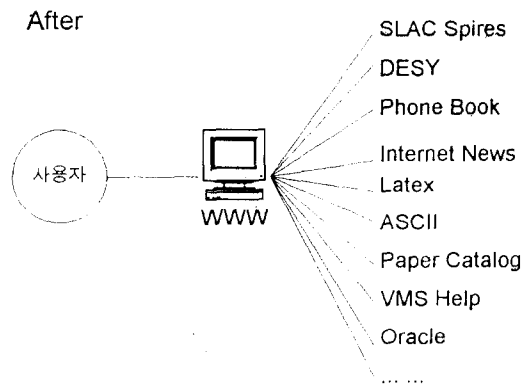 After
SLAC Spires
DESY
Phone Book
Internet News
Latex
ASCII
Paper Catalog
VMS Help
Oracle
... ...
사용자
WWW